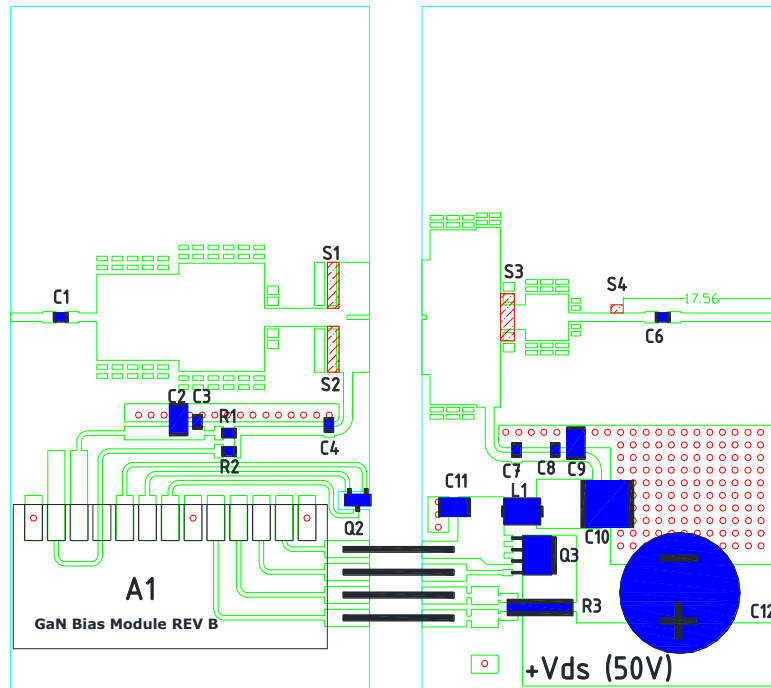 S1
S3
S4
C1
17.56
C6
S2
C2 C3
R1
C4
R2
C7
C8
C9
C11
L1
Q2
C10
Q3
A1
R3
C12
GaN Bias Module REV B
+Vds (50V)